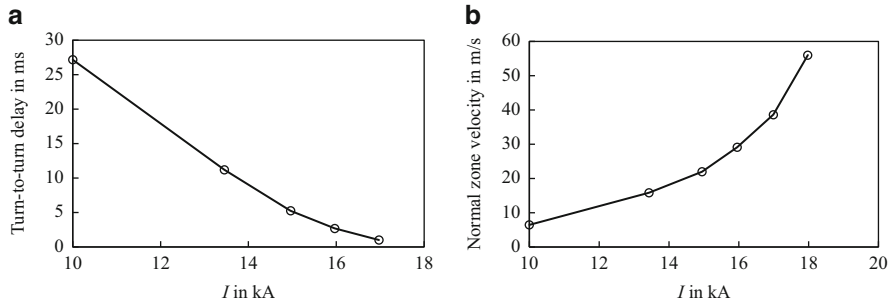 a
30
25
20
15
10
5
0
Turn-to-turn delay in ms
10 12 14 16 18
I in kA
b
60
50
40
30
20
10
0
Normal zone velocity in m/s
10 12 14 16 18 20
I in kA